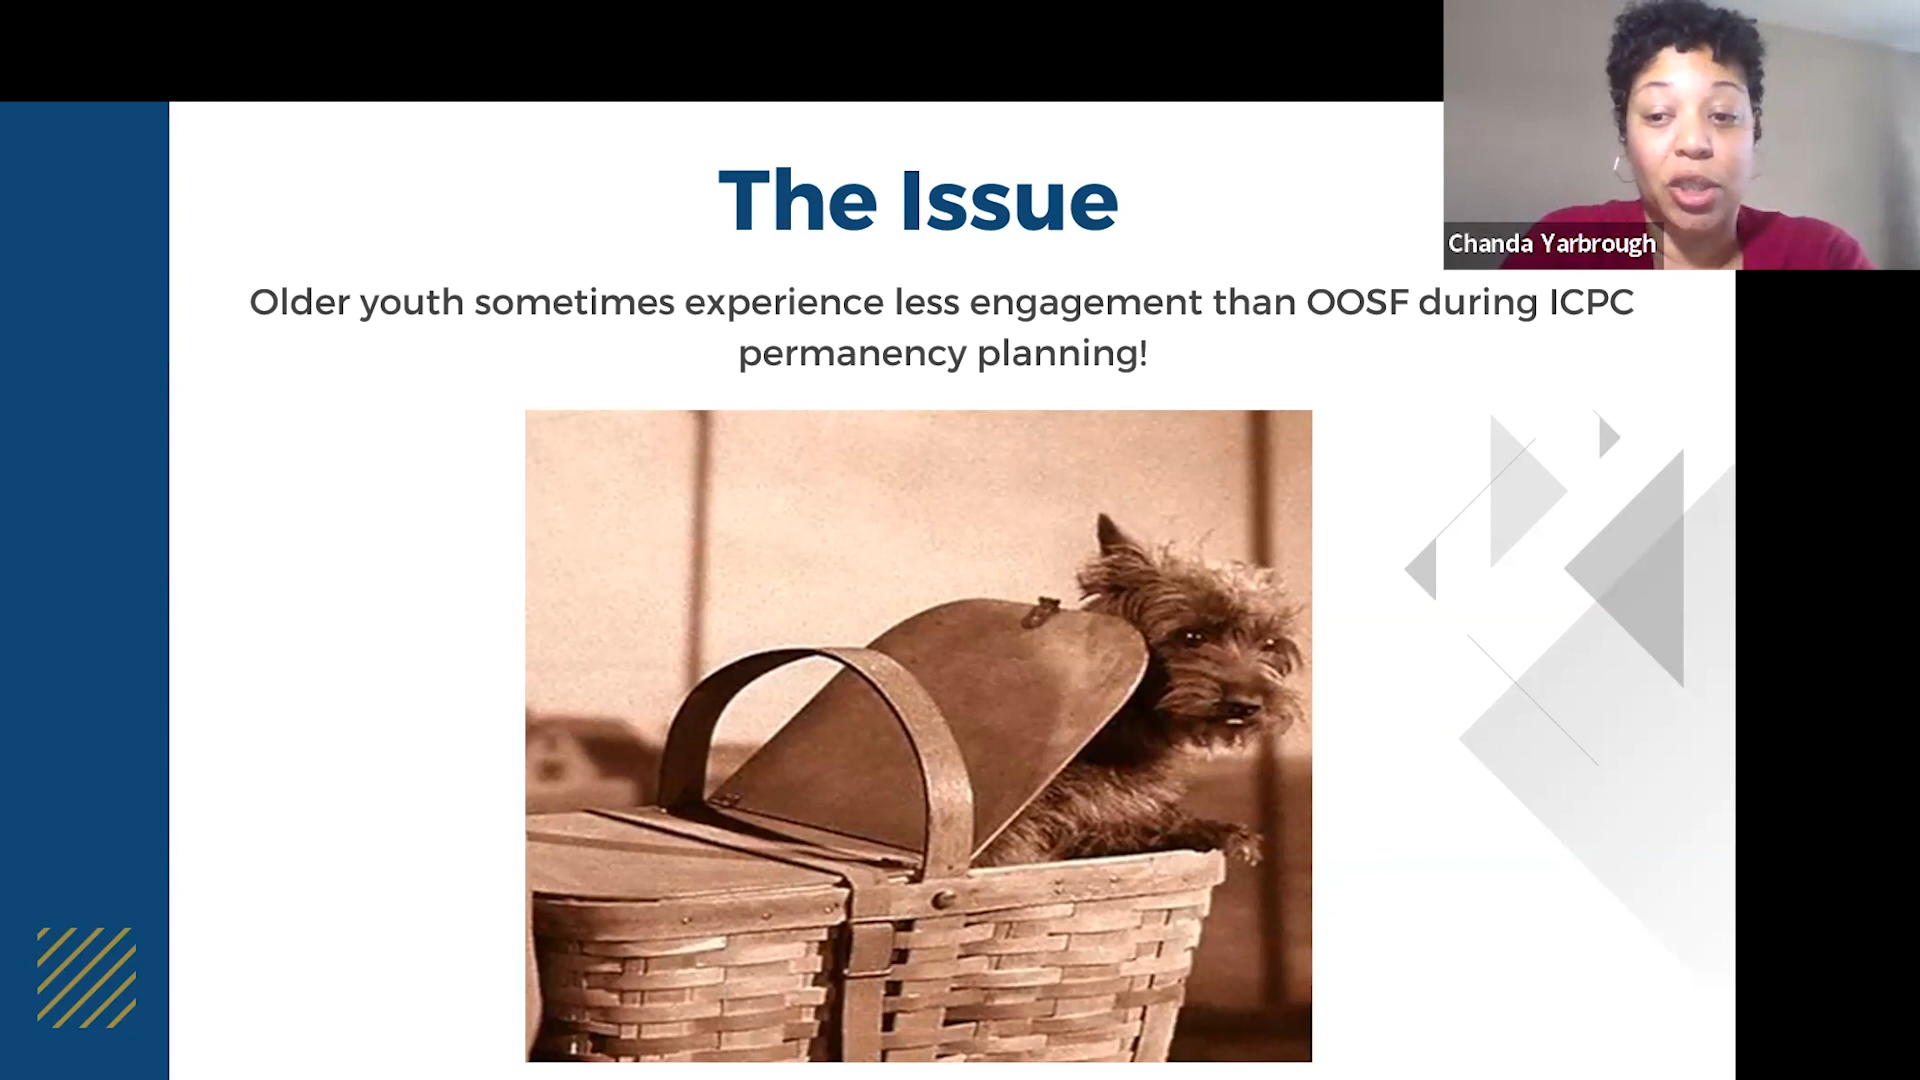 The Issue
Chanda Yarbrough
Older youth sometimes experience less engagement than OOSF during ICPC
permanency planning!